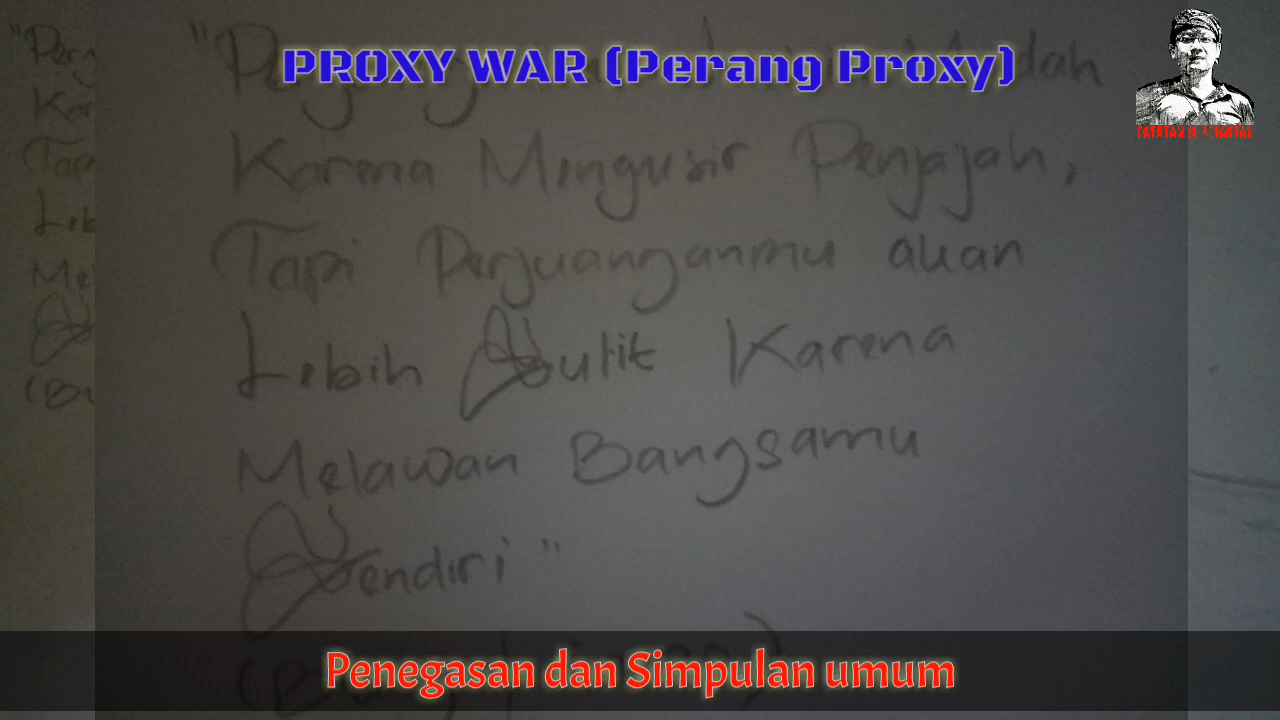 PROXY WAR (Perang Proxy)
Karena Mengusir Penjajah,
Tapi Perjuanganmu akan
Lebih Sulit Karena
Melawan Bangsamu
Sendiri"
Penegasan dan Simpulan umum